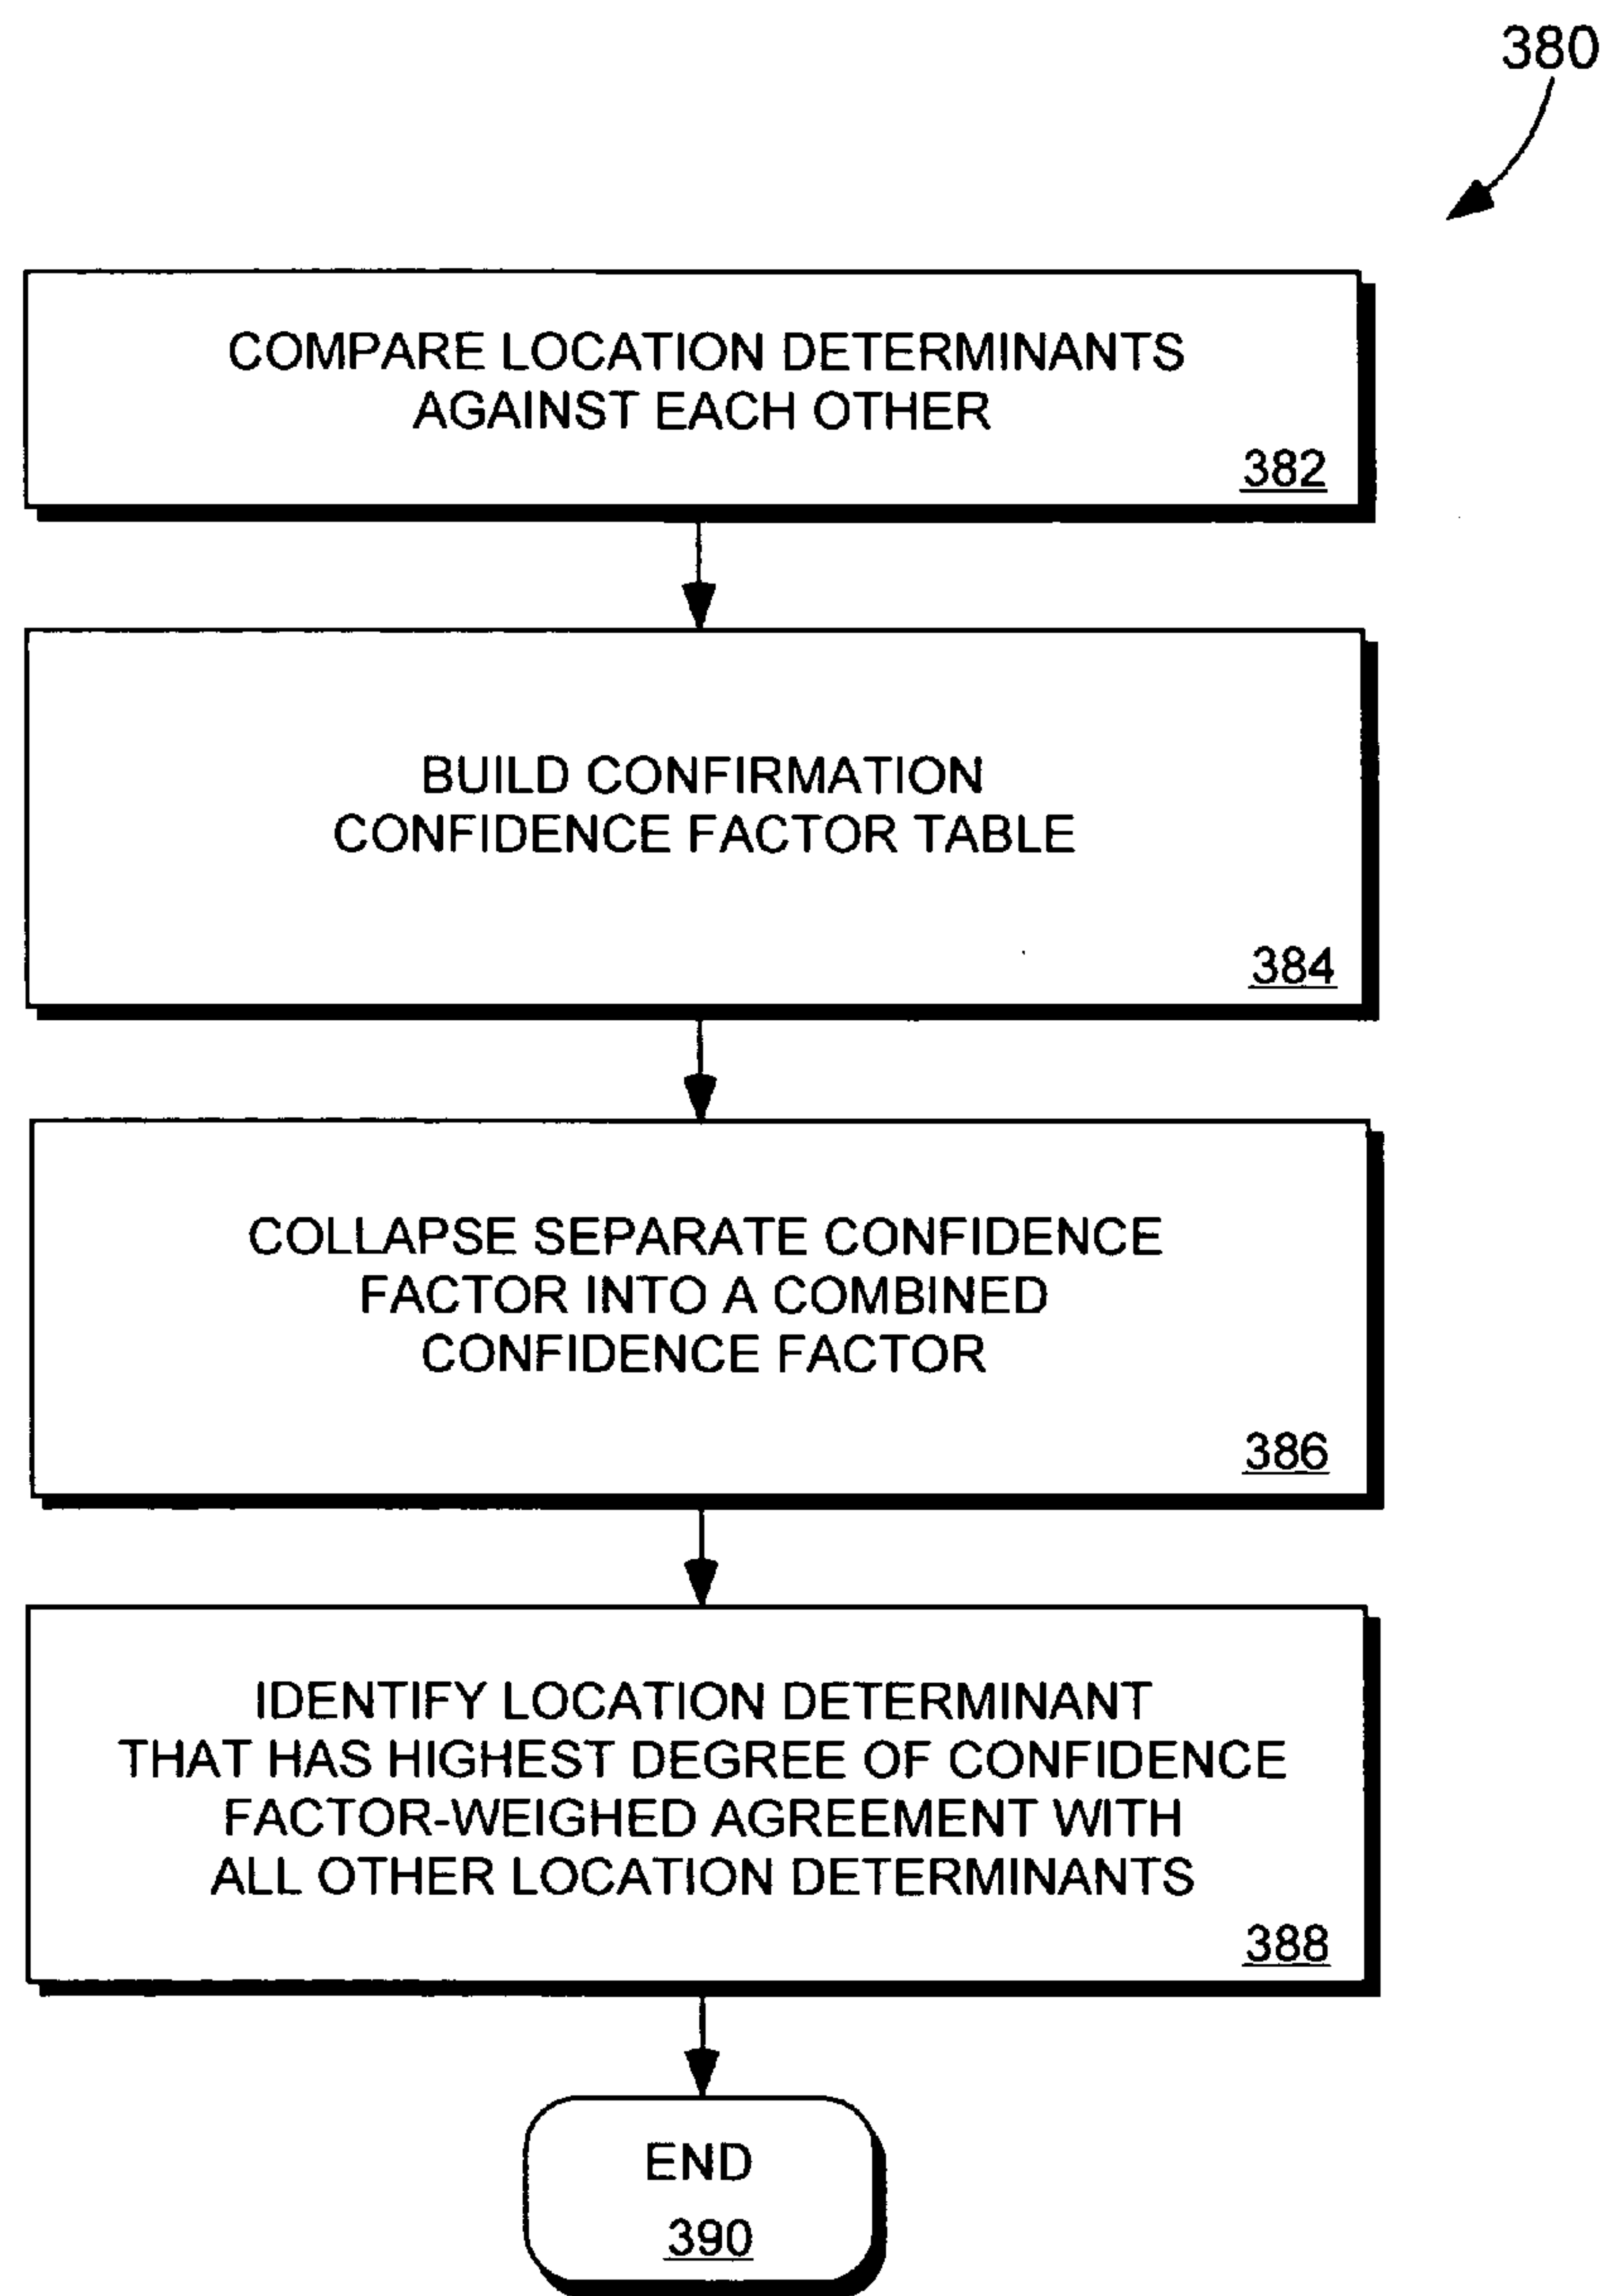 380
COMPARE LOCATION DETERMINANTS
AGAINST EACH OTHER
382
BUILD CONFIRMATION
CONFIDENCE FACTOR TABLE
384
COLLAPSE SEPARATE CONFIDENCE
FACTOR INTO A COMBINED
CONFIDENCE FACTOR
386
IDENTIFY LOCATION DETERMINANT
THAT HAS HIGHEST DEGREE OF CONFIDENCE
FACTOR-WEIGHED AGREEMENT WITH
ALL OTHER LOCATION DETERMINANTS
388
END
390